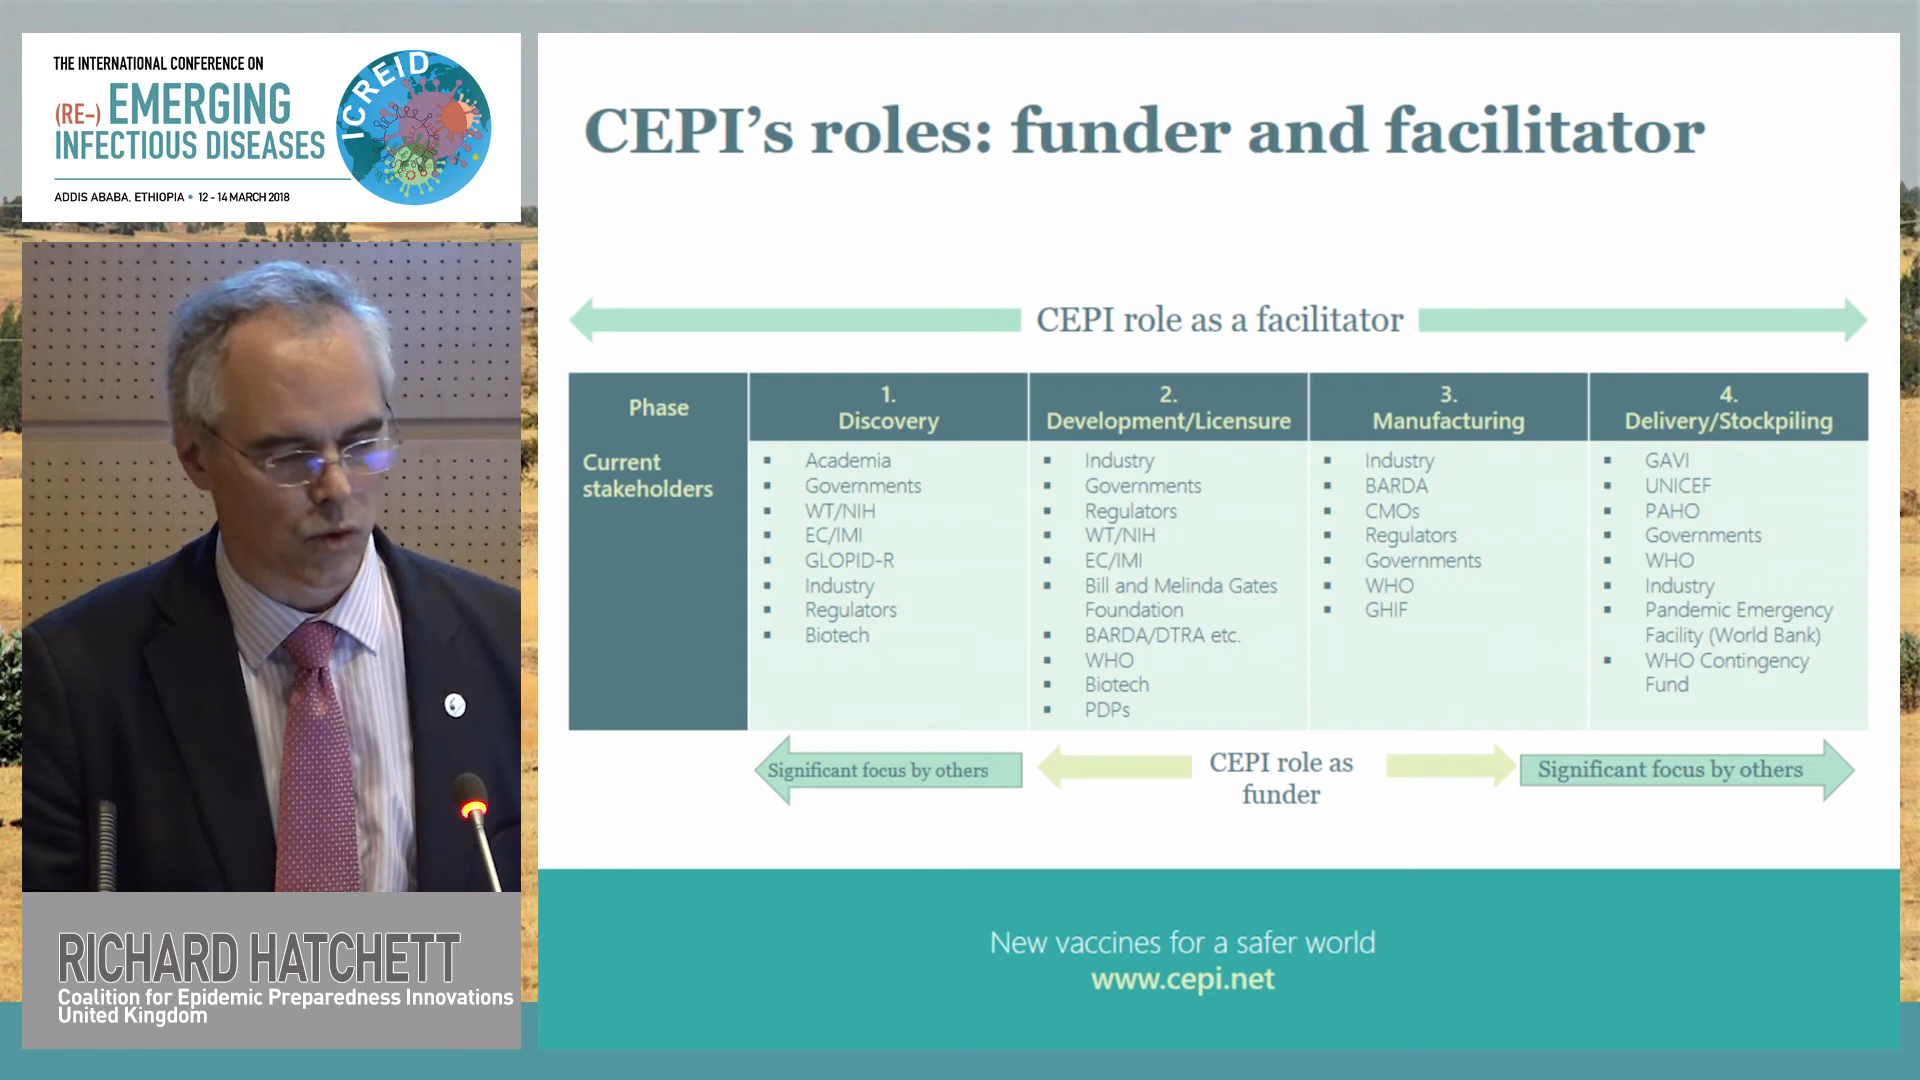 THE INTERNATIONAL CONFERENCE ON
(RE-) EMERGING
INFECTIOUS DISEASES
ADDIS ABABA, ETHIOPIA • 12 - 14 MARCH 2018
ICREID
CEPI's roles: funder and facilitator
CEPI role as a facilitator
Phase
1.
Discovery
2.
Development/Licensure
3.
Manufacturing
4.
Delivery/Stockpiling
Current
stakeholders
▪ Academia
▪ Governments
▪ WT/NIH
▪ EC/IMI
▪ GLOPID-R
▪ Industry
▪ Regulators
▪ Biotech
▪ Industry
▪ Governments
▪ Regulators
▪ WT/NIH
▪ EC/IMI
▪ Bill and Melinda Gates
Foundation
▪ BARDA/DTRA etc.
▪ WHO
▪ Biotech
▪ PDPs
▪ Industry
▪ BARDA
▪ CMOs
▪ Regulators
▪ Governments
▪ WHO
▪ GHIF
▪ GAVI
▪ UNICEF
▪ PAHO
▪ Governments
▪ WHO
▪ Industry
▪ Pandemic Emergency
Facility (World Bank)
▪ WHO Contingency
Fund
Significant focus by others
CEPI role as
funder
Significant focus by others
New vaccines for a safer world
www.cepi.net
RICHARD HATCHETT
Coalition for Epidemic Preparedness Innovations
United Kingdom